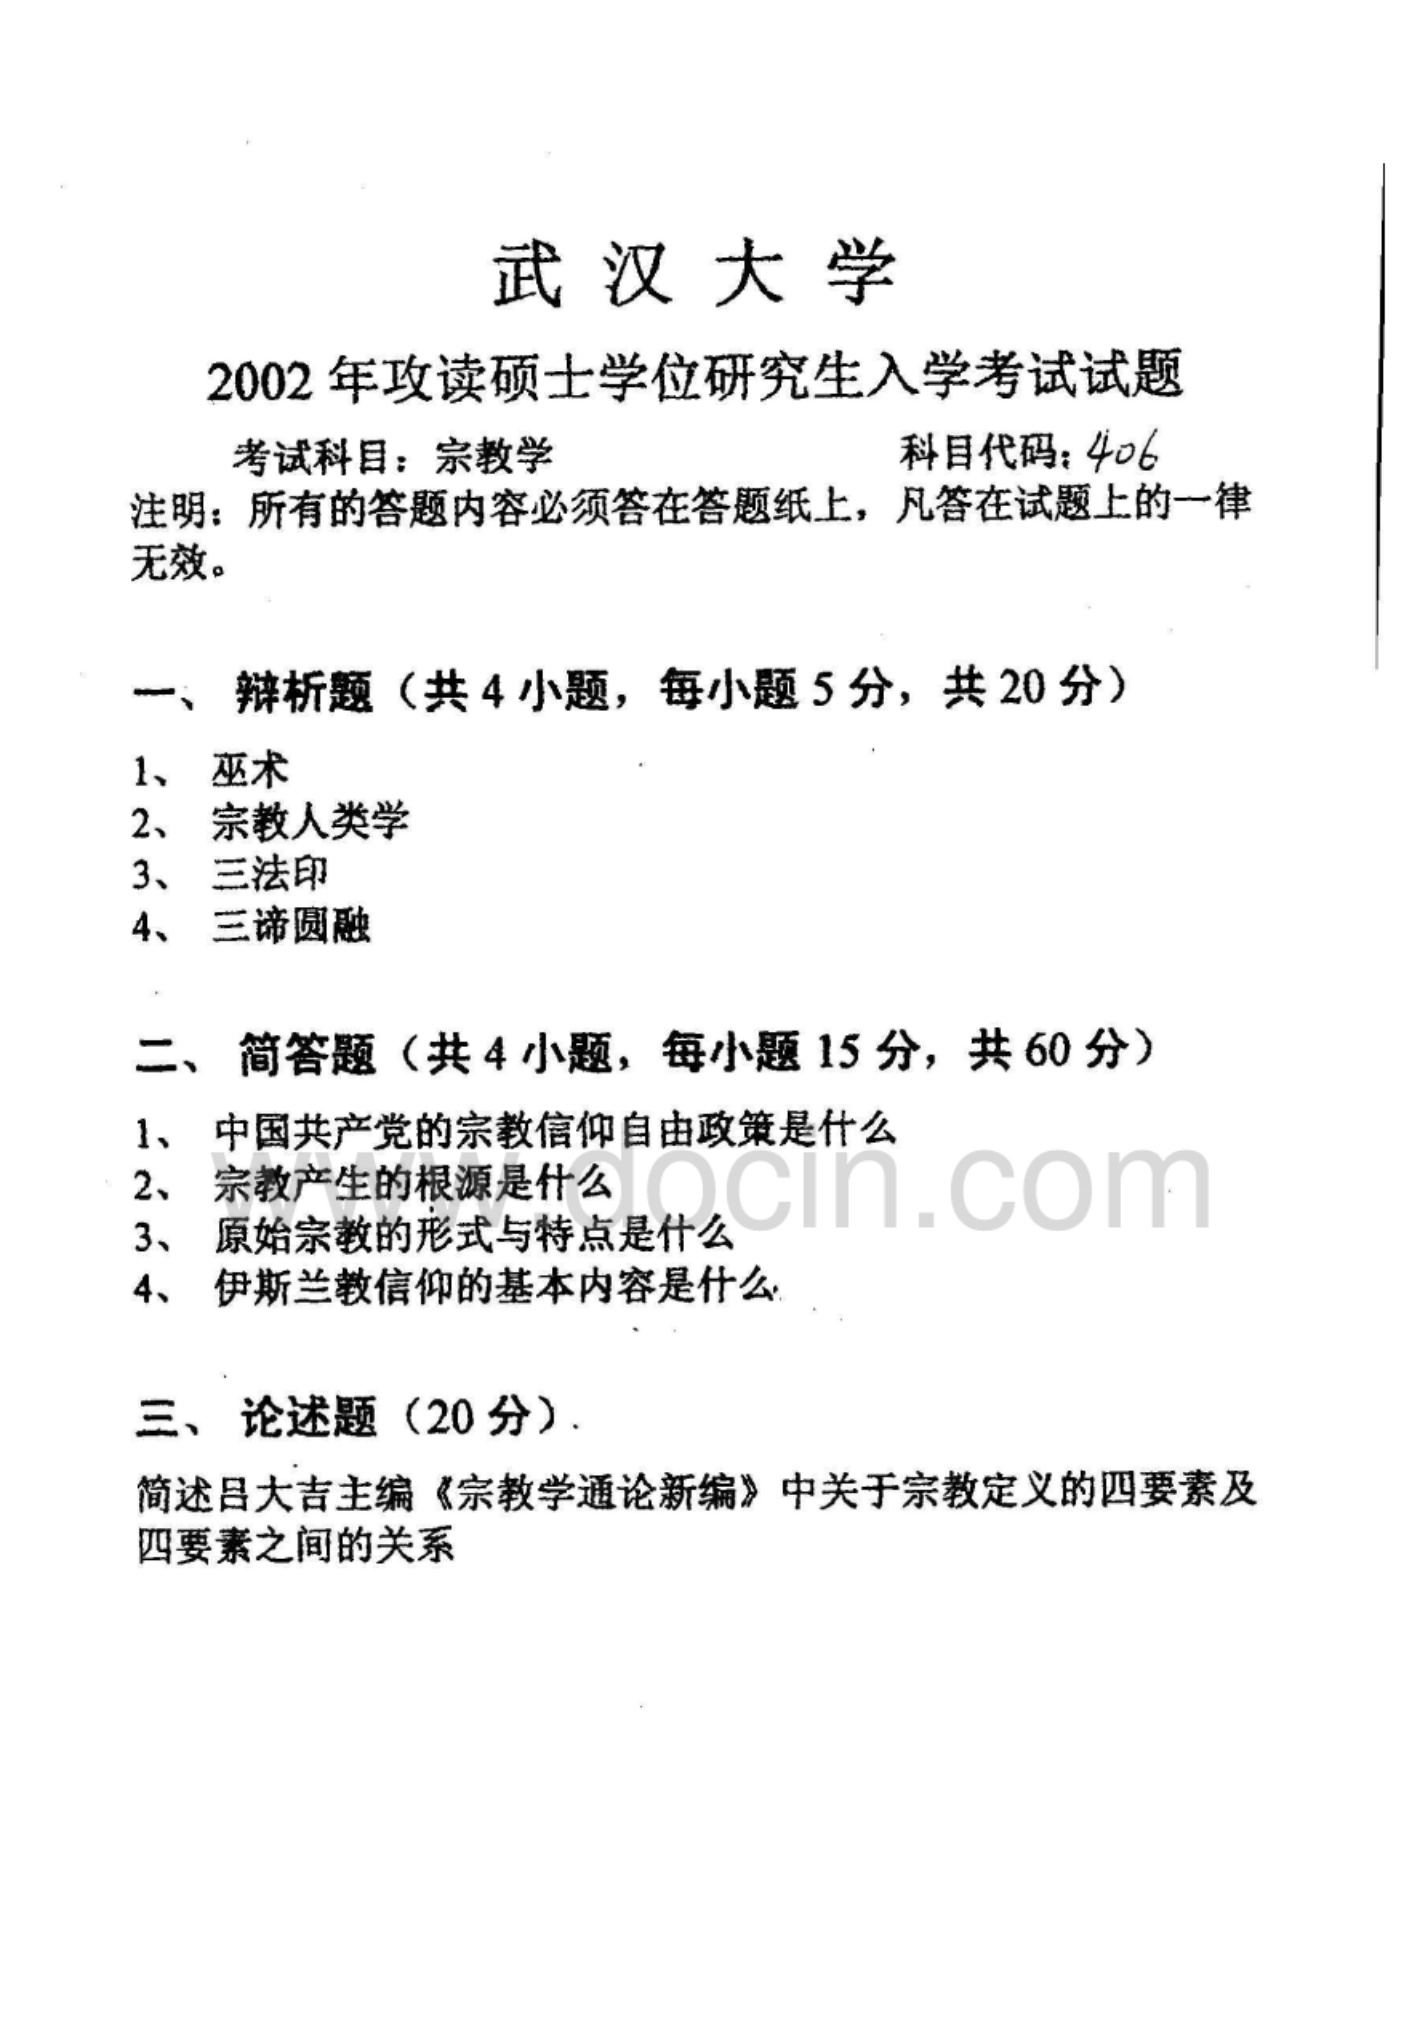 武汉大学
2002年攻读硕士学位研究生入学考试试题
考试科目：宗教学 科目代码：406
注明：所有的答题内容必须答在答题纸上，凡答在试题上的一律
无效。
一、 辩析题（共4小题，每小题5分，共20分）
1、 巫术
2、 宗教人类学
3、 三法印
4、 三谛圆融
二、 简答题（共4小题，每小题15分，共60分）
1、 中国共产党的宗教信仰自由政策是什么
www.docin.com
2、 宗教产生的根源是什么
3、 原始宗教的形式与特点是什么
4、 伊斯兰教信仰的基本内容是什么
三、 论述题（20分）.
简述吕大吉主编《宗教学通论新编》中关于宗教定义的四要素及
四要素之间的关系